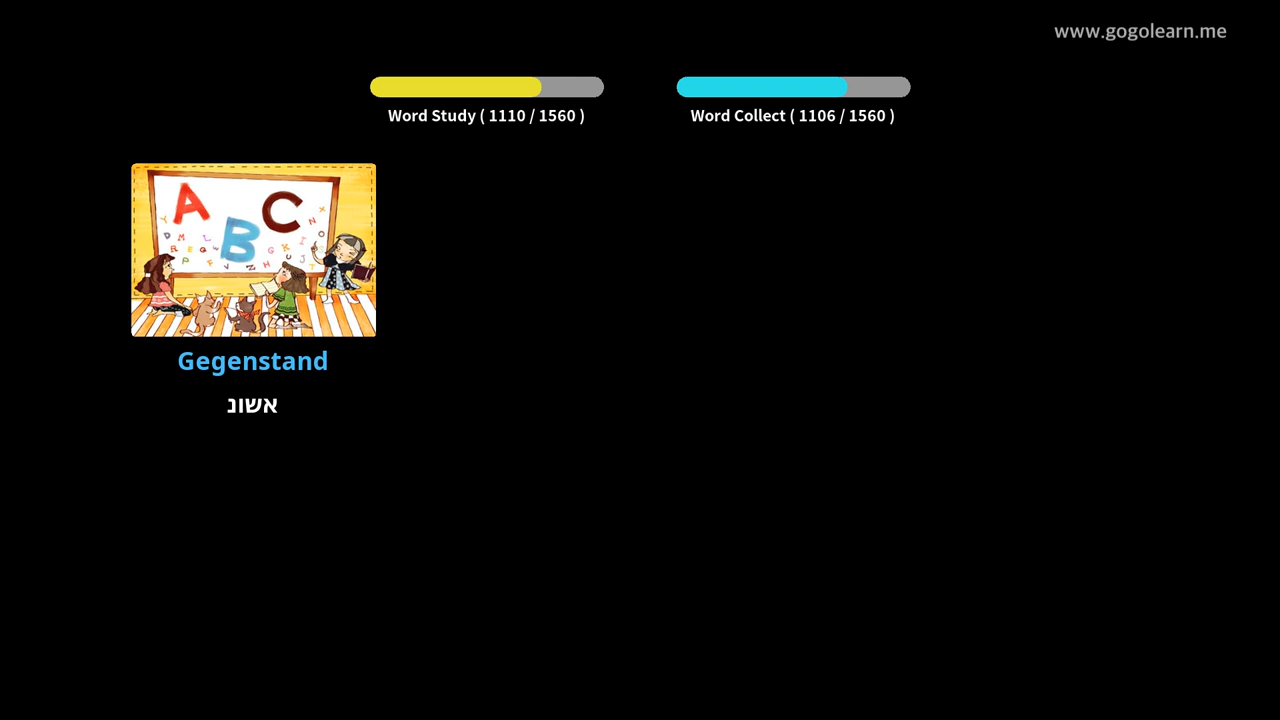 www.gogolearn.me
Word Study ( 1110 / 1560 )
Word Collect ( 1106 / 1560 )
A B C
Gegenstand
אשונ